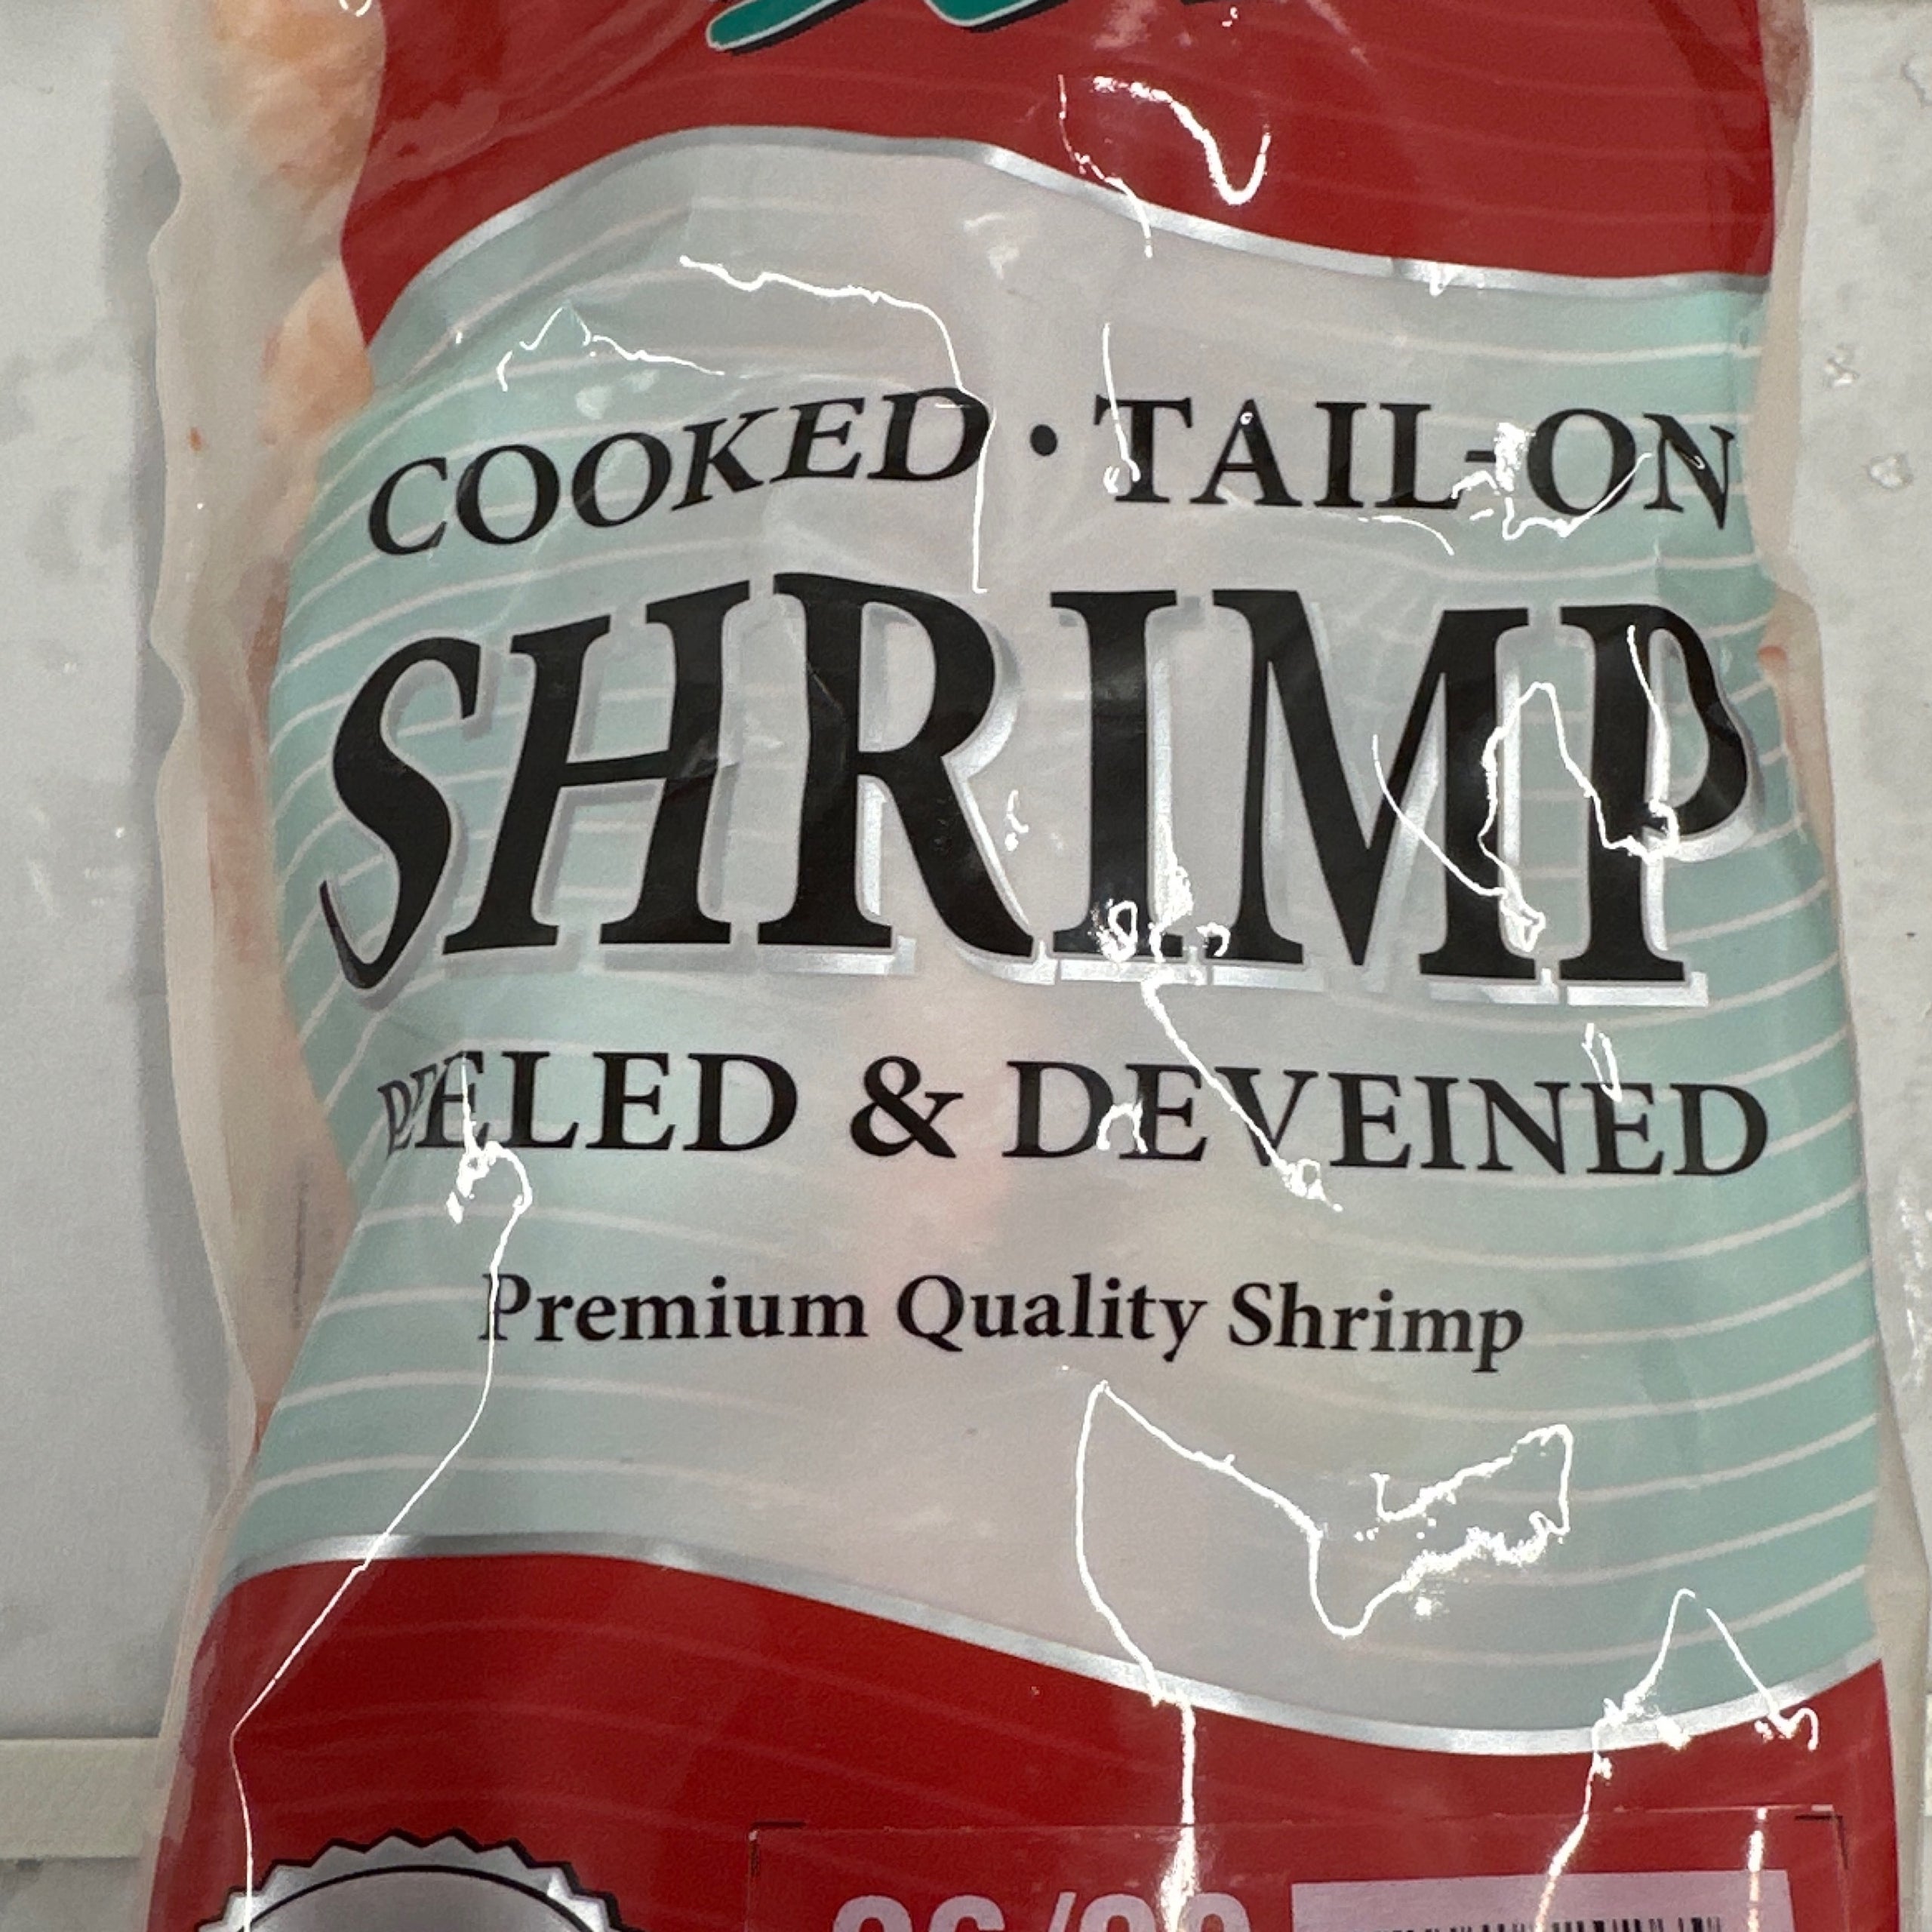 COOKED • TAIL-ON
SHRIMP
PEELED & DEVEINED
Premium Quality Shrimp